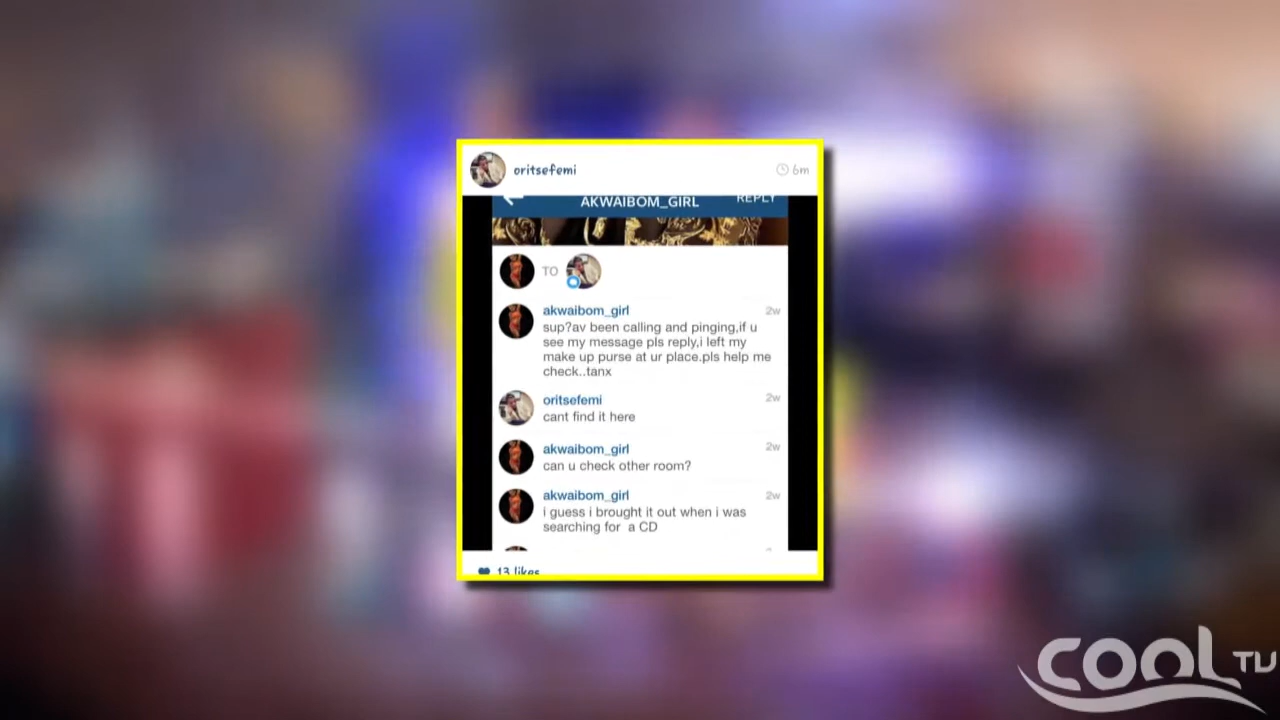 oritsefemi
6m
AKWAIBOM_GIRL
REPLY
TO
akwaibom_girl
2w
sup?av been calling and pinging,if u
see my message pls reply,i left my
make up purse at ur place.pls help me
check..tanx
oritsefemi
2w
cant find it here
akwaibom_girl
2w
can u check other room?
akwaibom_girl
2w
i guess i brought it out when i was
searching for a CD
13 likes
cool TV